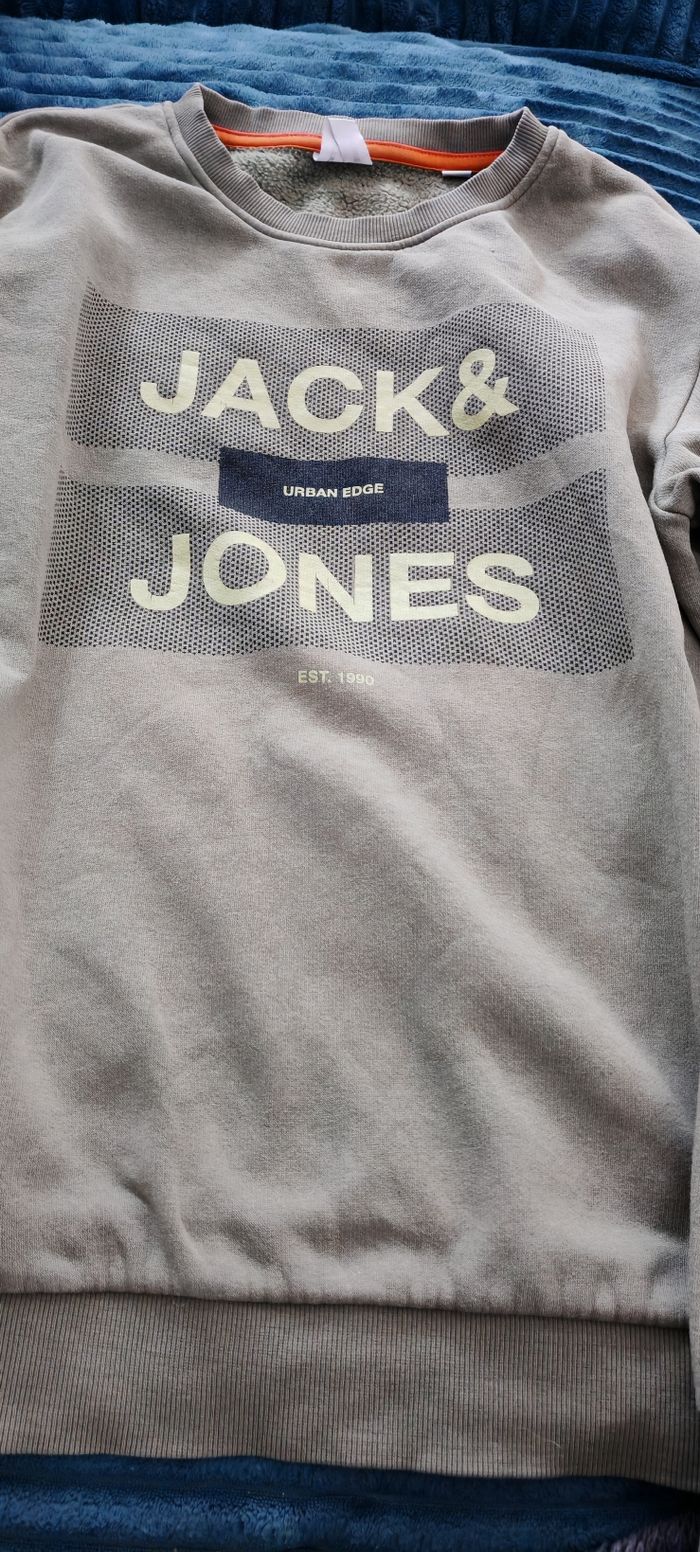 JACK&
URBAN EDGE
JONES
EST. 1990